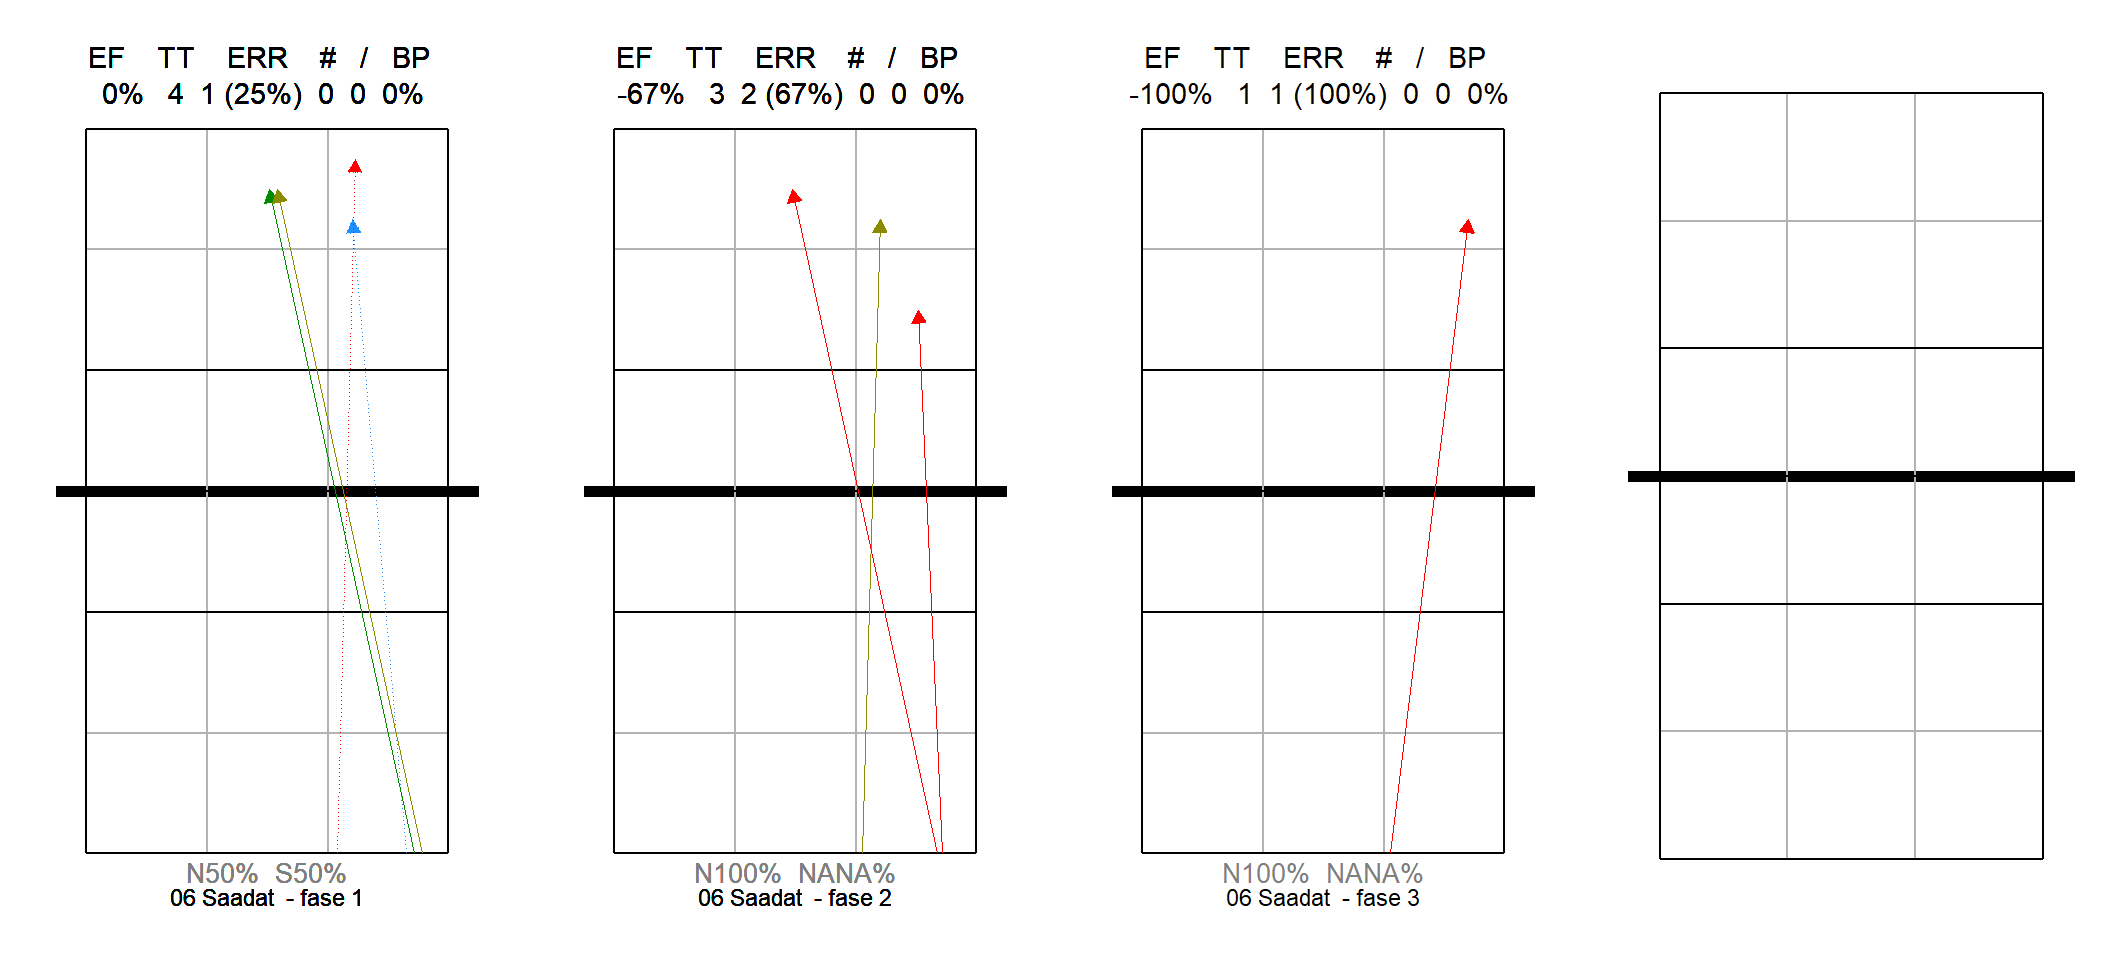 EF TT ERR # / BP
0% 4 1 (25%) 0 0 0%
N50% S50%
06 Saadat - fase 1
EF TT ERR # / BP
-67% 3 2 (67%) 0 0 0%
N100% NANA%
06 Saadat - fase 2
EF TT ERR # / BP
-100% 1 1 (100%) 0 0 0%
N100% NANA%
06 Saadat - fase 3